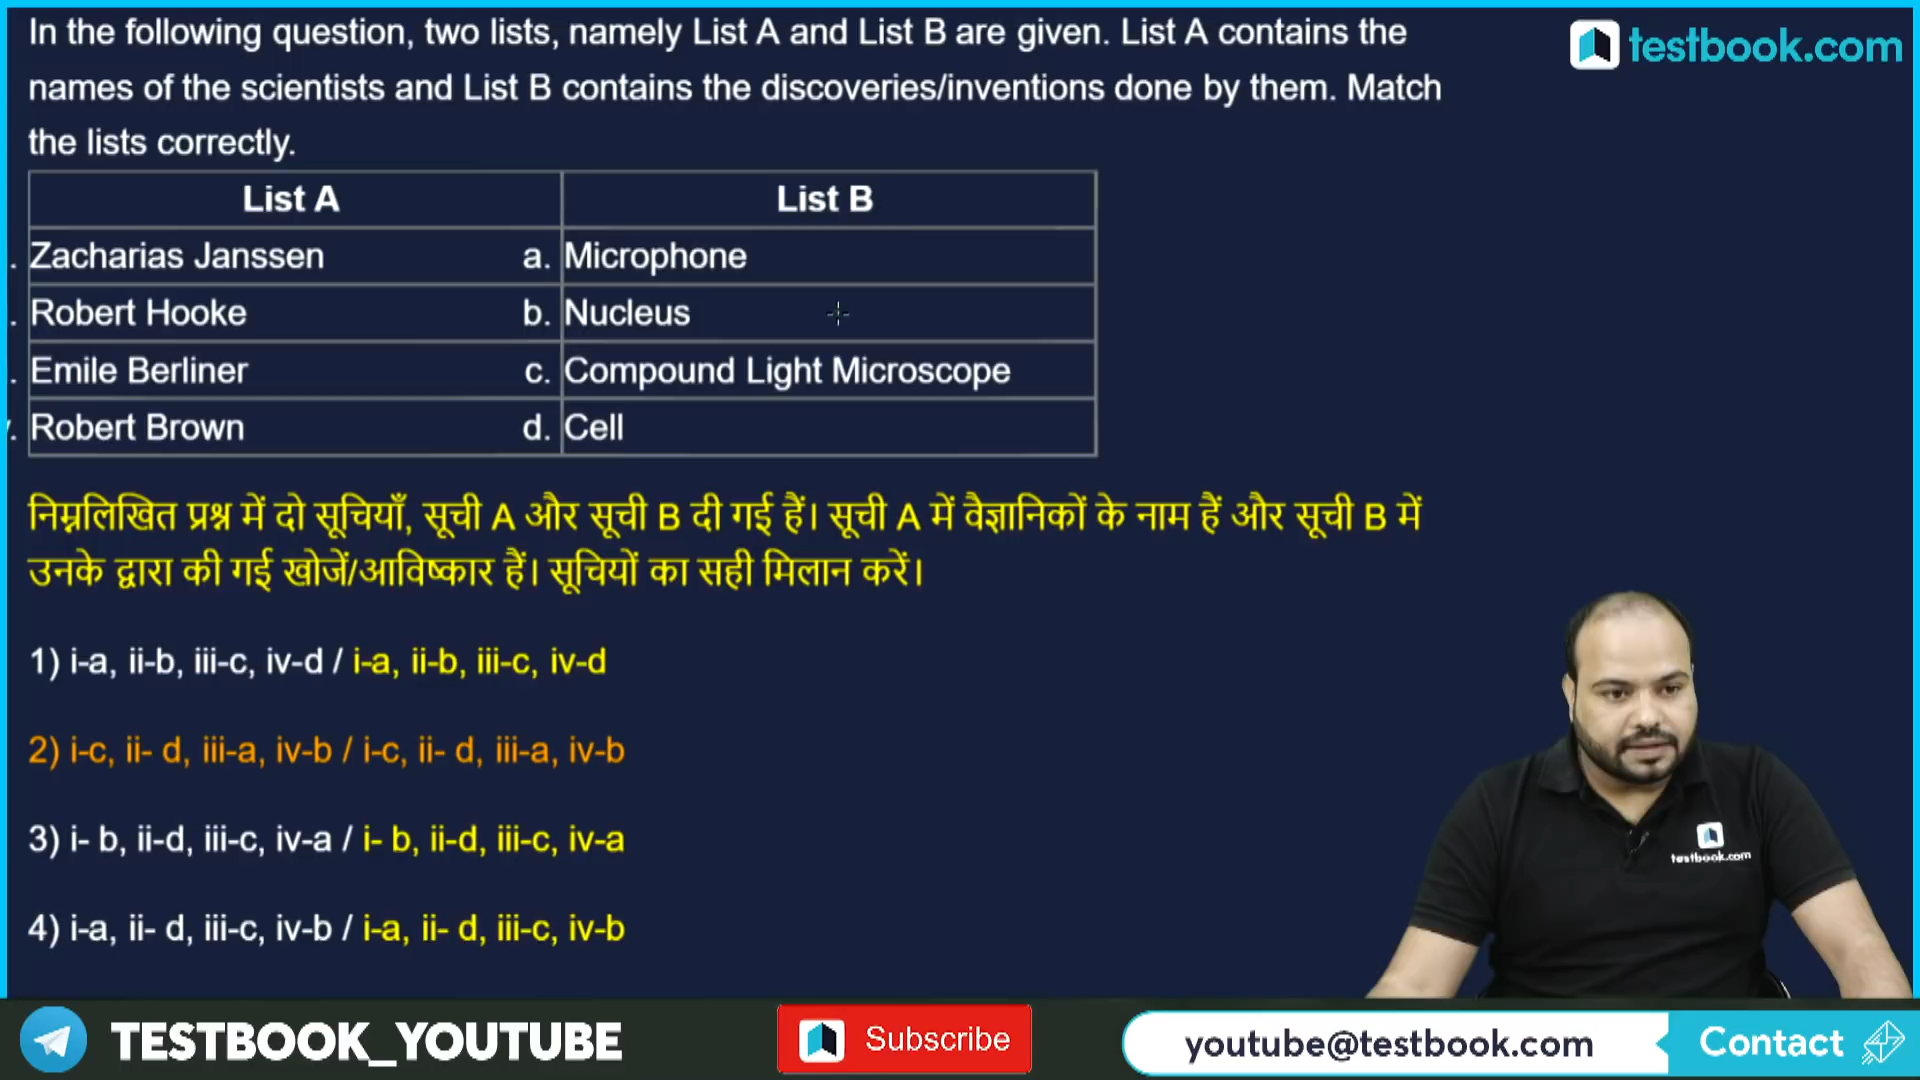 In the following question, two lists, namely List A and List B are given. List A contains the
names of the scientists and List B contains the discoveries/inventions done by them. Match
the lists correctly.
testbook.com
List A List B
. Zacharias Janssen a. Microphone
. Robert Hooke b. Nucleus
. Emile Berliner c. Compound Light Microscope
. Robert Brown d. Cell
निम्नलिखित प्रश्न में दो सूचियाँ, सूची A और सूची B दी गई हैं। सूची A में वैज्ञानिकों के नाम हैं और सूची B में
उनके द्वारा की गई खोजें/आविष्कार हैं। सूचियों का सही मिलान करें।
1) i-a, ii-b, iii-c, iv-d / i-a, ii-b, iii-c, iv-d
2) i-c, ii- d, iii-a, iv-b / i-c, ii- d, iii-a, iv-b
3) i- b, ii-d, iii-c, iv-a / i- b, ii-d, iii-c, iv-a
4) i-a, ii- d, iii-c, iv-b / i-a, ii- d, iii-c, iv-b
testbook.com
TESTBOOK_YOUTUBE
Subscribe
youtube@testbook.com
Contact